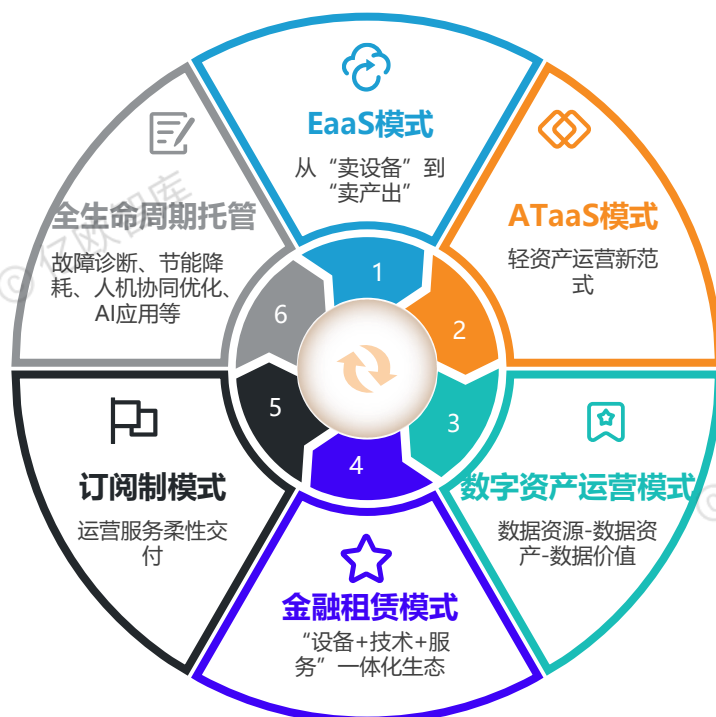 EaaS模式
从“卖设备”到
“卖产出”
1
ATaaS模式
轻资产运营新范
式
2
数字资产运营模式
数据资源-数据资
产-数据价值
3
金融租赁模式
“设备+技术+服
务”一体化生态
4
订阅制模式
运营服务柔性交
付
5
全生命周期托管
故障诊断、节能降
耗、人机协同优化、
AI应用等
6
亿欧智库